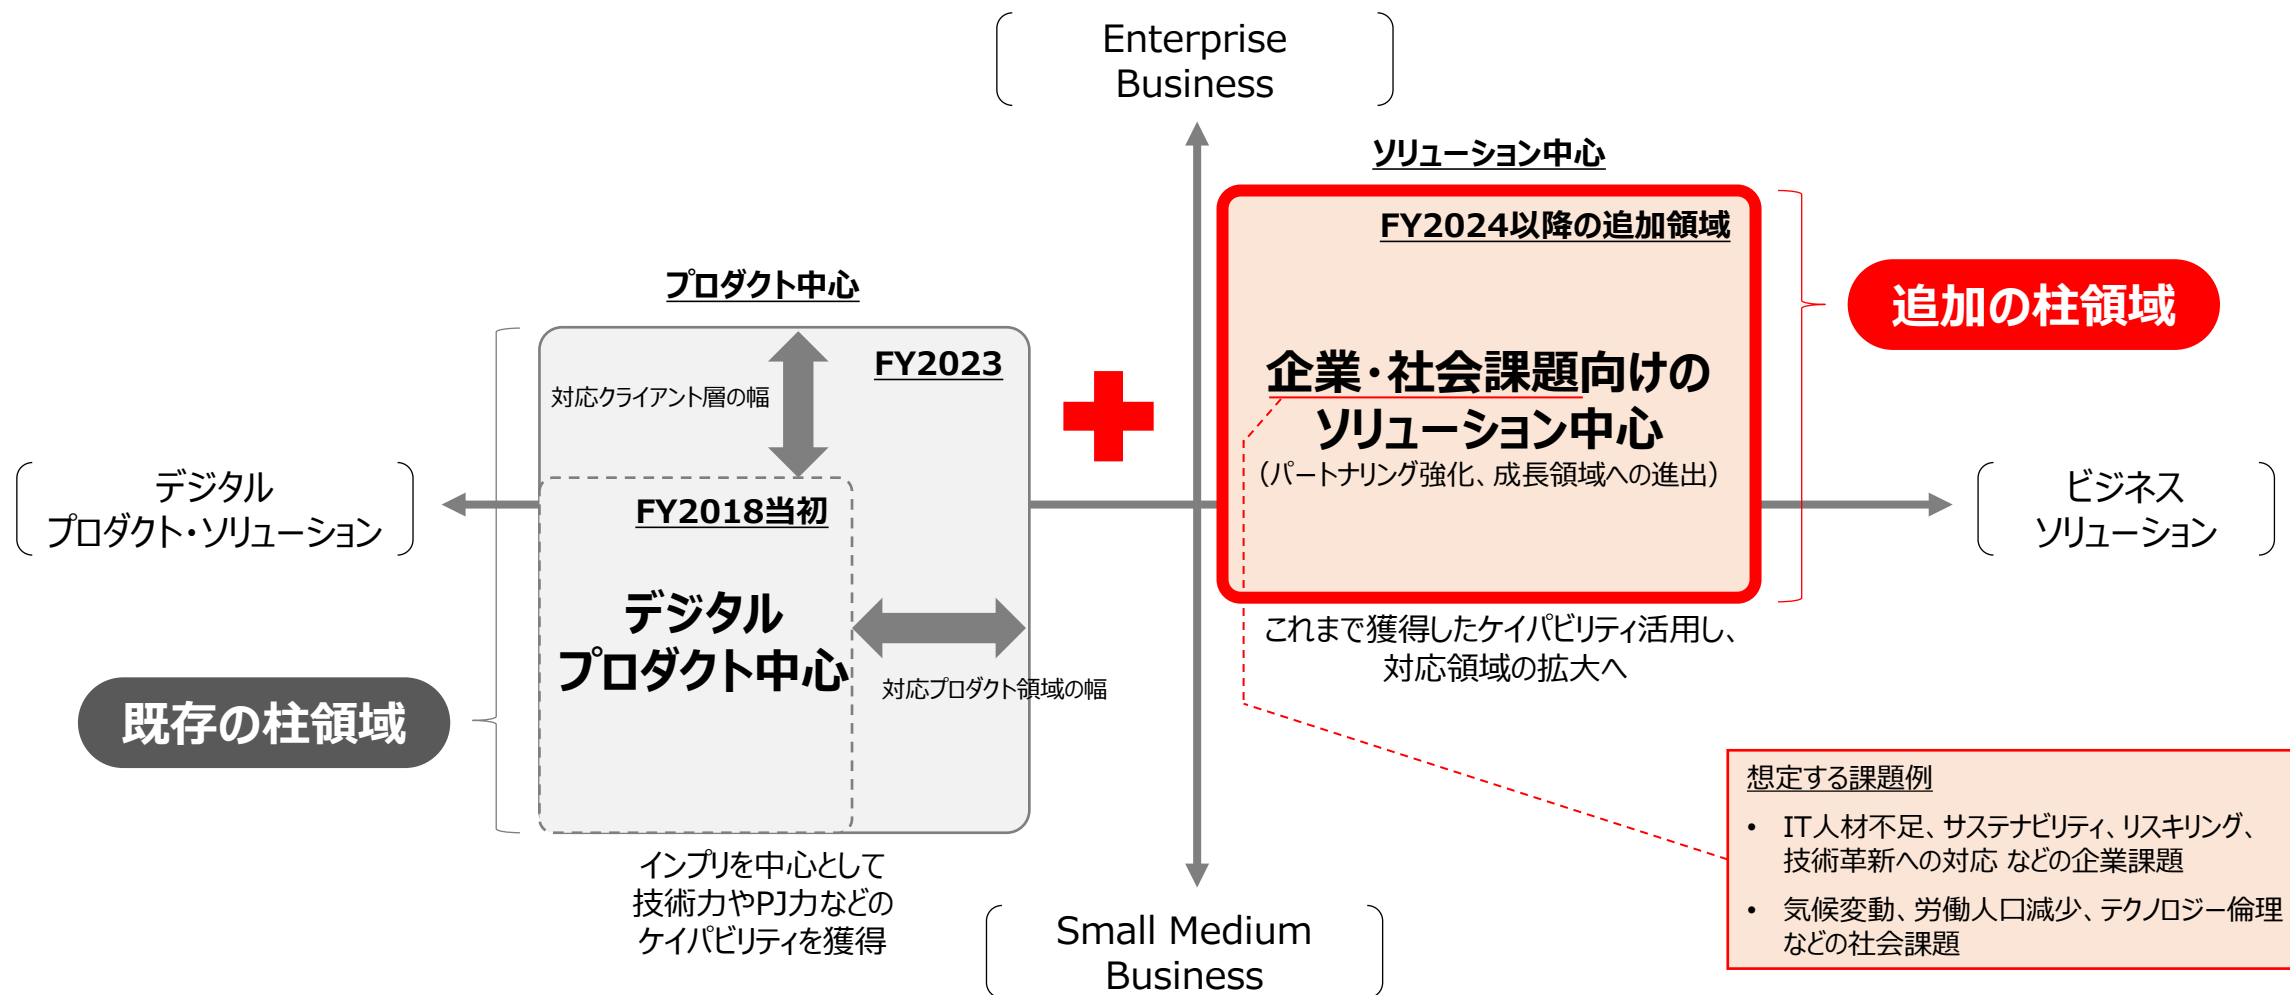 Enterprise
Business
ソリューション中心
FY2024以降の追加領域
追加の柱領域
プロダクト中心
FY2023
対応クライアント層の幅
企業・社会課題向けの
ソリューション中心
（パートナリング強化、成長領域への進出）
デジタル
プロダクト・ソリューション
FY2018当初
ビジネス
ソリューション
デジタル
プロダクト中心
対応プロダクト領域の幅
これまで獲得したケイパビリティ活用し、
対応領域の拡大へ
既存の柱領域
想定する課題例
• IT人材不足、サステナビリティ、リスキリング、
技術革新への対応 などの企業課題
• 気候変動、労働人口減少、テクノロジー倫理
などの社会課題
インプリを中心として
技術力やPJ力などの
ケイパビリティを獲得
Small Medium
Business